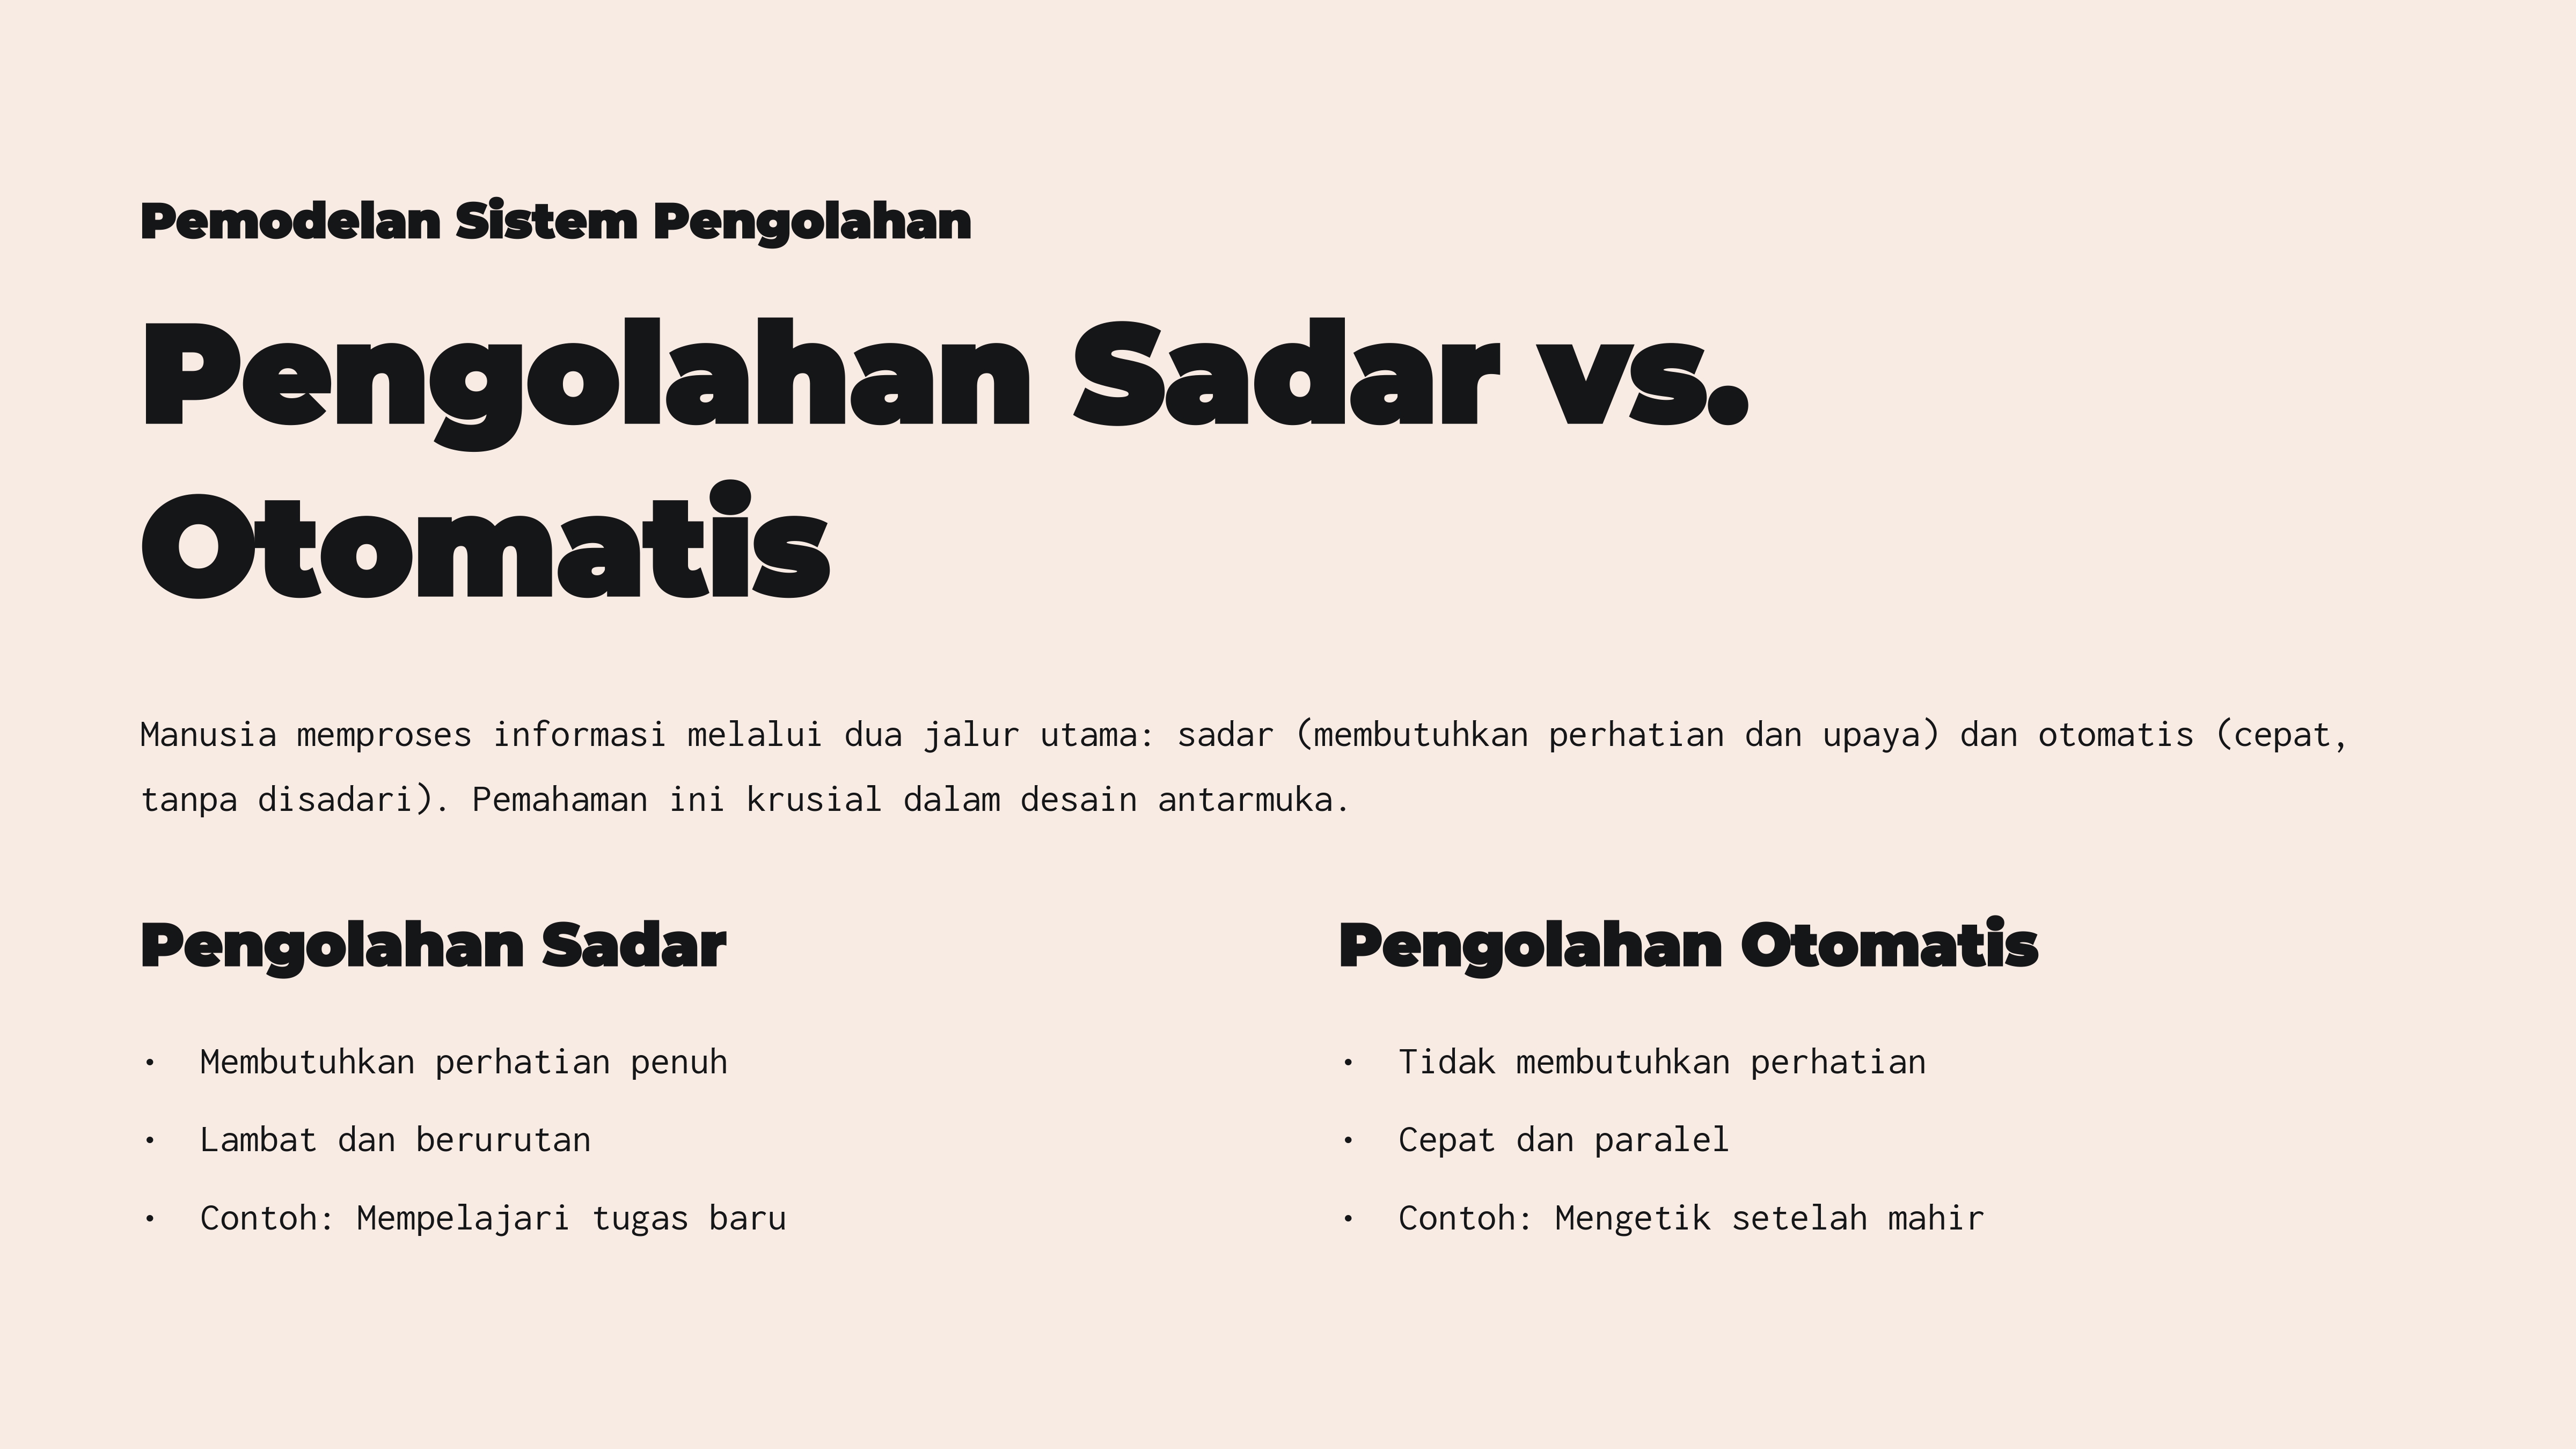 Pemodelan Sistem Pengolahan
Pengolahan Sadar vs.
Otomatis
Manusia memproses informasi melalui dua jalur utama: sadar (membutuhkan perhatian dan upaya) dan otomatis (cepat,
tanpa disadari). Pemahaman ini krusial dalam desain antarmuka.
Pengolahan Sadar
• Membutuhkan perhatian penuh
• Lambat dan berurutan
• Contoh: Mempelajari tugas baru
Pengolahan Otomatis
• Tidak membutuhkan perhatian
• Cepat dan paralel
• Contoh: Mengetik setelah mahir